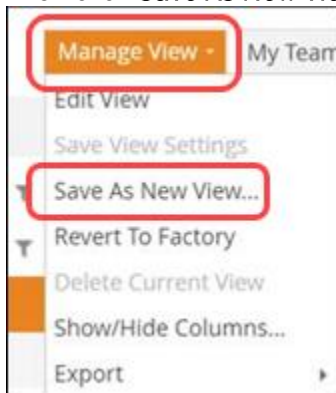 Manage View
My Team
Edit View
Save View Settings
Save As New View...
Revert To Factory
Delete Current View
Show/Hide Columns...
Export